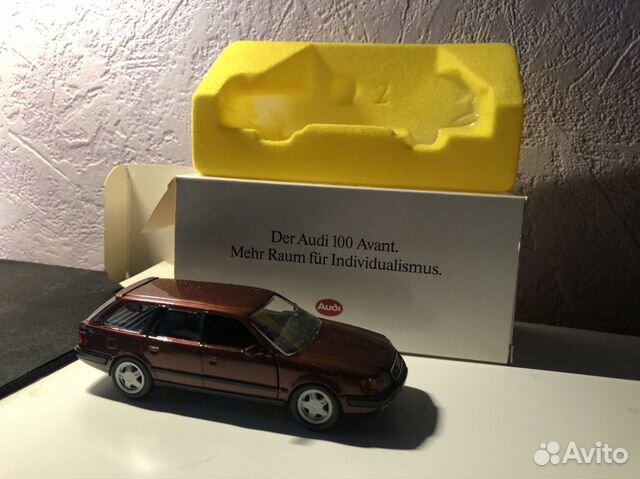 2
Der Audi 100 Avant.
Mehr Raum für Individualismus.
Audi
Avito